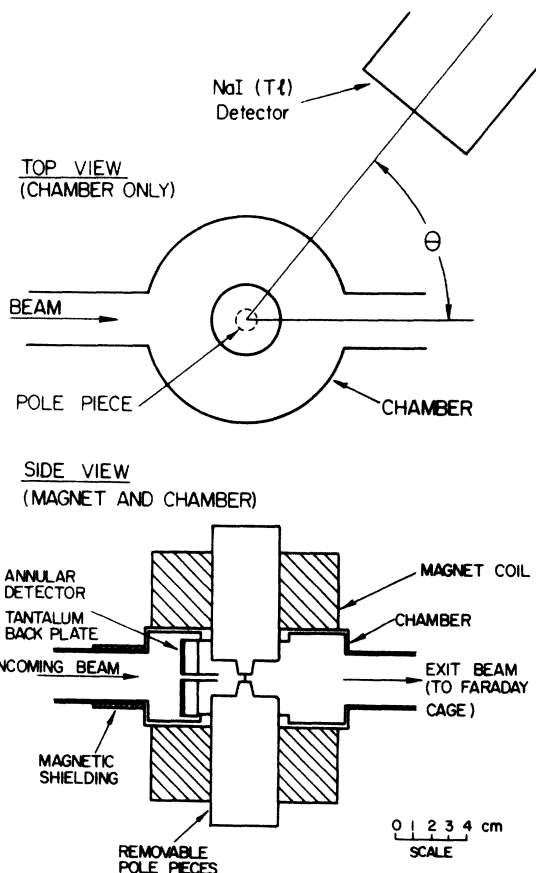 NaI (Tℓ)
Detector
TOP VIEW
(CHAMBER ONLY)
θ
BEAM
POLE PIECE
CHAMBER
SIDE VIEW
(MAGNET AND CHAMBER)
ANNULAR
DETECTOR
TANTALUM
BACK PLATE
MAGNET COIL
CHAMBER
NCOMING BEAM
EXIT BEAM
(TO FARADAY
CAGE)
MAGNETIC
SHIELDING
REMOVABLE
POLE PIECES
0 1 2 3 4 cm
SCALE